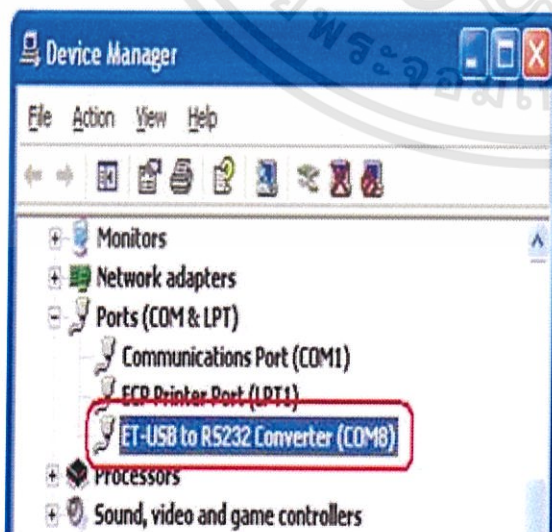 Device Manager
File Action View Help
Monitors
Network adapters
Ports (COM & LPT)
Communications Port (COM1)
ECP Printer Port (LPT1)
ET-USB to RS232 Converter (COM8)
Processors
Sound, video and game controllers